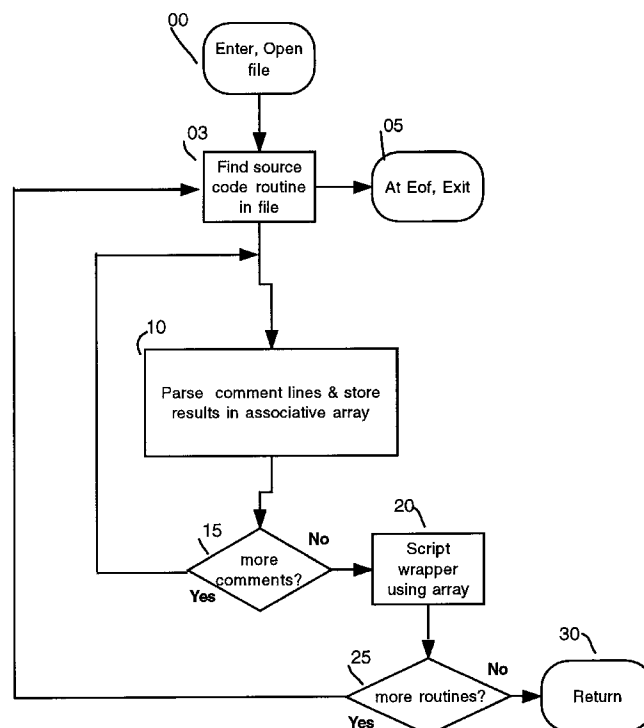 00
Enter, Open
file
03
Find source
code routine
in file
05
At Eof, Exit
10
Parse comment lines & store
results in associative array
15
more
comments?
No
Yes
20
Script
wrapper
using array
25
more routines?
No
Yes
30
Return